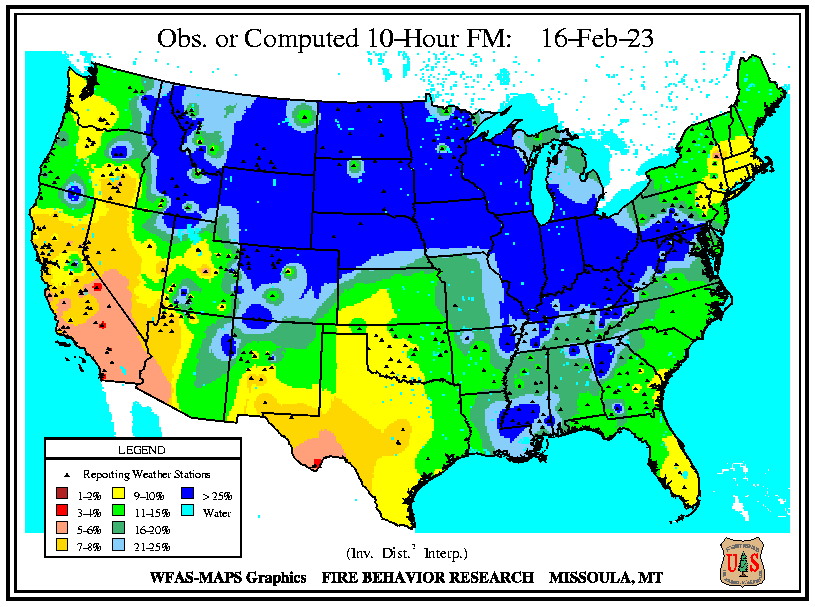 Obs. or Computed 10-Hour FM: 16-Feb-23
LEGEND
Reporting Weather Stations
1-2% 9-10% > 25%
3-4% 11-15% Water
5-6% 16-20%
7-8% 21-25%
(Inv. Dist.² Interp.)
WFAS-MAPS Graphics FIRE BEHAVIOR RESEARCH MISSOULA, MT
U S